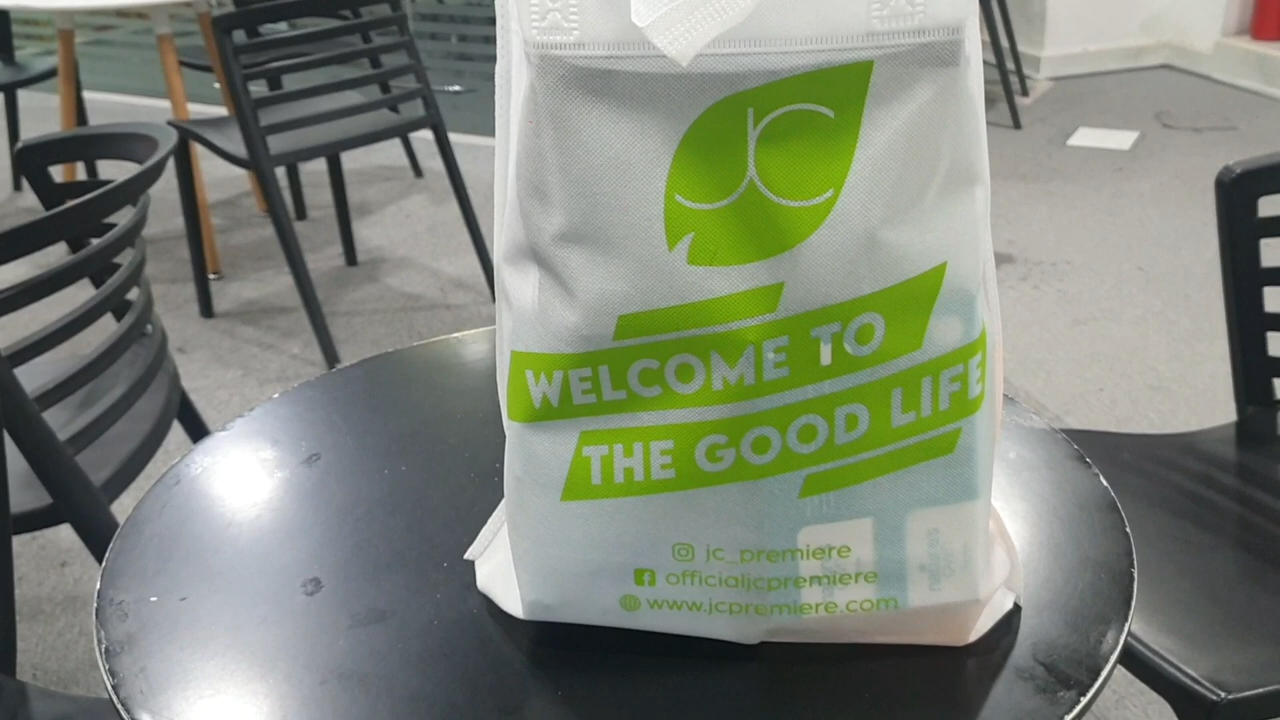 JC
WELCOME TO
THE GOOD LIFE
jc_premiere
officialjcpremiere
www.jcpremiere.com